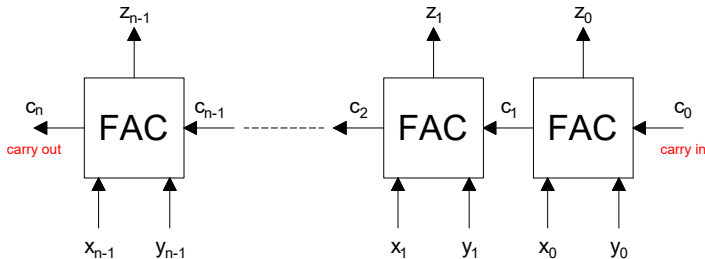 z_{n-1} z_1 z_0
c_n FAC c_{n-1} c_2 FAC c_1 FAC c_0
carry out carry in
x_{n-1} y_{n-1} x_1 y_1 x_0 y_0